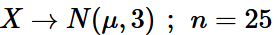 X → N(μ, 3) ; n = 25